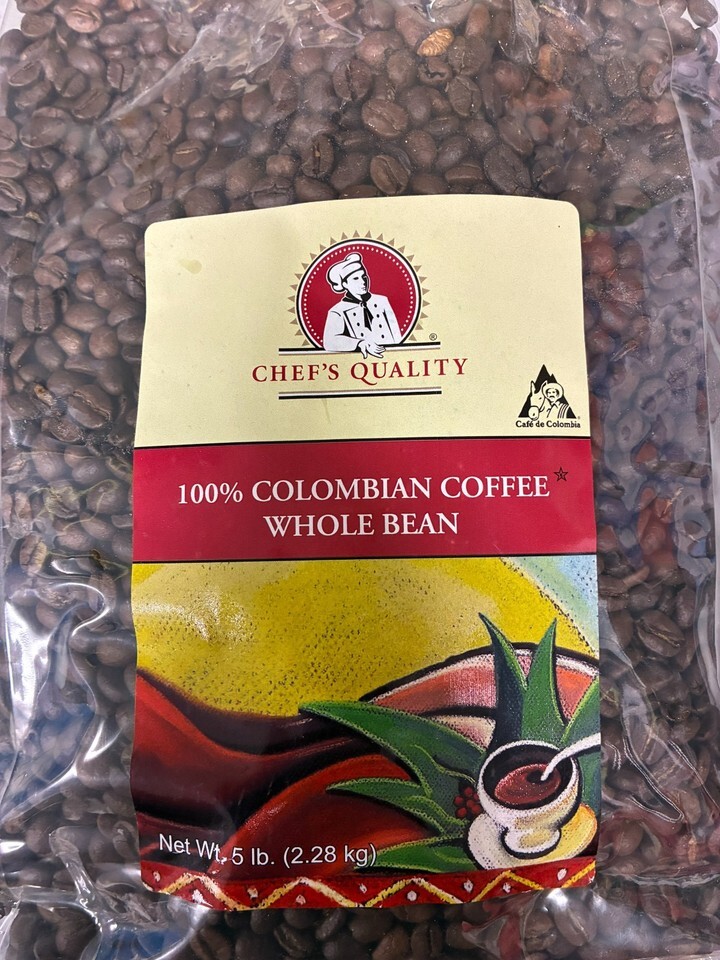 CHEF'S QUALITY
®
Café de Colombia
100% COLOMBIAN COFFEE
WHOLE BEAN
Net Wt. 5 lb. (2.28 kg)